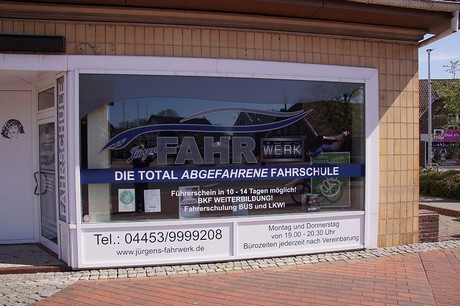 FAHRSCHULE
Jürgens
FAHR WERK
DIE TOTAL ABGEFAHRENE FAHRSCHULE
Führerschein in 10 - 14 Tagen möglich!
BKF WEITERBILDUNG!
Fahrerschulung BUS und LKW!
Tel.: 04453/9999208
www.jürgens-fahrwerk.de
Montag und Donnerstag
von 19.00 - 20.30 Uhr
Bürozeiten jederzeit nach Vereinbarung